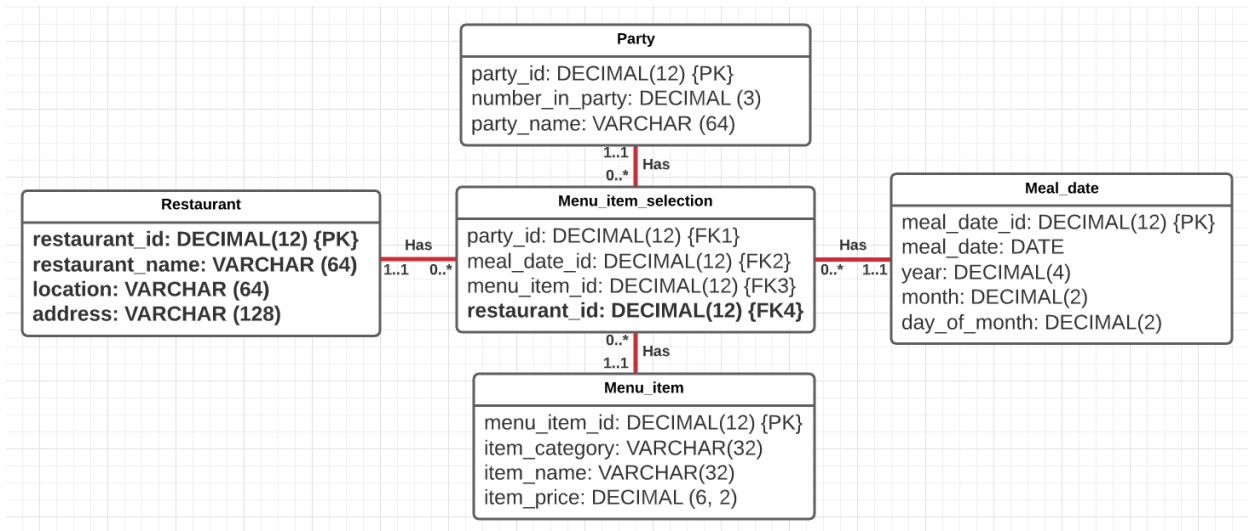 Party
party_id: DECIMAL(12) {PK}
number_in_party: DECIMAL (3)
party_name: VARCHAR (64)
1..1
Has
0..*
Restaurant
restaurant_id: DECIMAL(12) {PK}
restaurant_name: VARCHAR (64)
location: VARCHAR (64)
address: VARCHAR (128)
Has
1..1 0..*
Menu_item_selection
party_id: DECIMAL(12) {FK1}
meal_date_id: DECIMAL(12) {FK2}
menu_item_id: DECIMAL(12) {FK3}
restaurant_id: DECIMAL(12) {FK4}
Has
0..* 1..1
Meal_date
meal_date_id: DECIMAL(12) {PK}
meal_date: DATE
year: DECIMAL(4)
month: DECIMAL(2)
day_of_month: DECIMAL(2)
0..*
Has
1..1
Menu_item
menu_item_id: DECIMAL(12) {PK}
item_category: VARCHAR(32)
item_name: VARCHAR(32)
item_price: DECIMAL (6, 2)